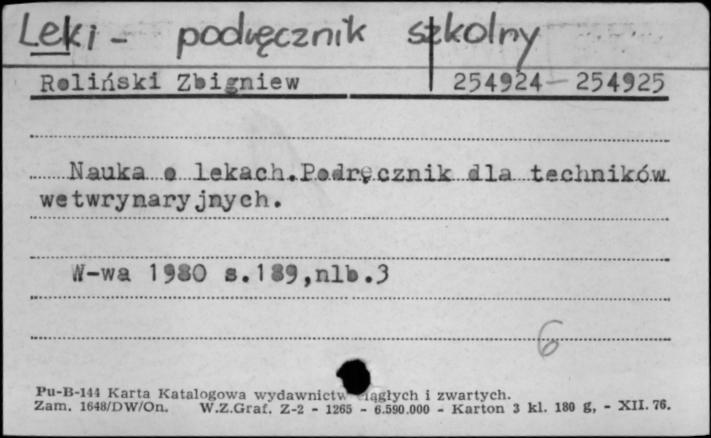 Leki - podręcznik szkolny
Roliński Zbigniew 254924 - 254925
Nauka o lekach.Podręcznik dla techników
wetwrynaryjnych.
W-wa 1980 s.189,nlb.3
6
Pu-B-144 Karta Katalogowa wydawnictw ciągłych i zwartych.
Zam. 1648/DW/On. W.Z.Graf. Z-2 - 1265 - 6.590.000 - Karton 3 kl. 180 g, - XII. 76.